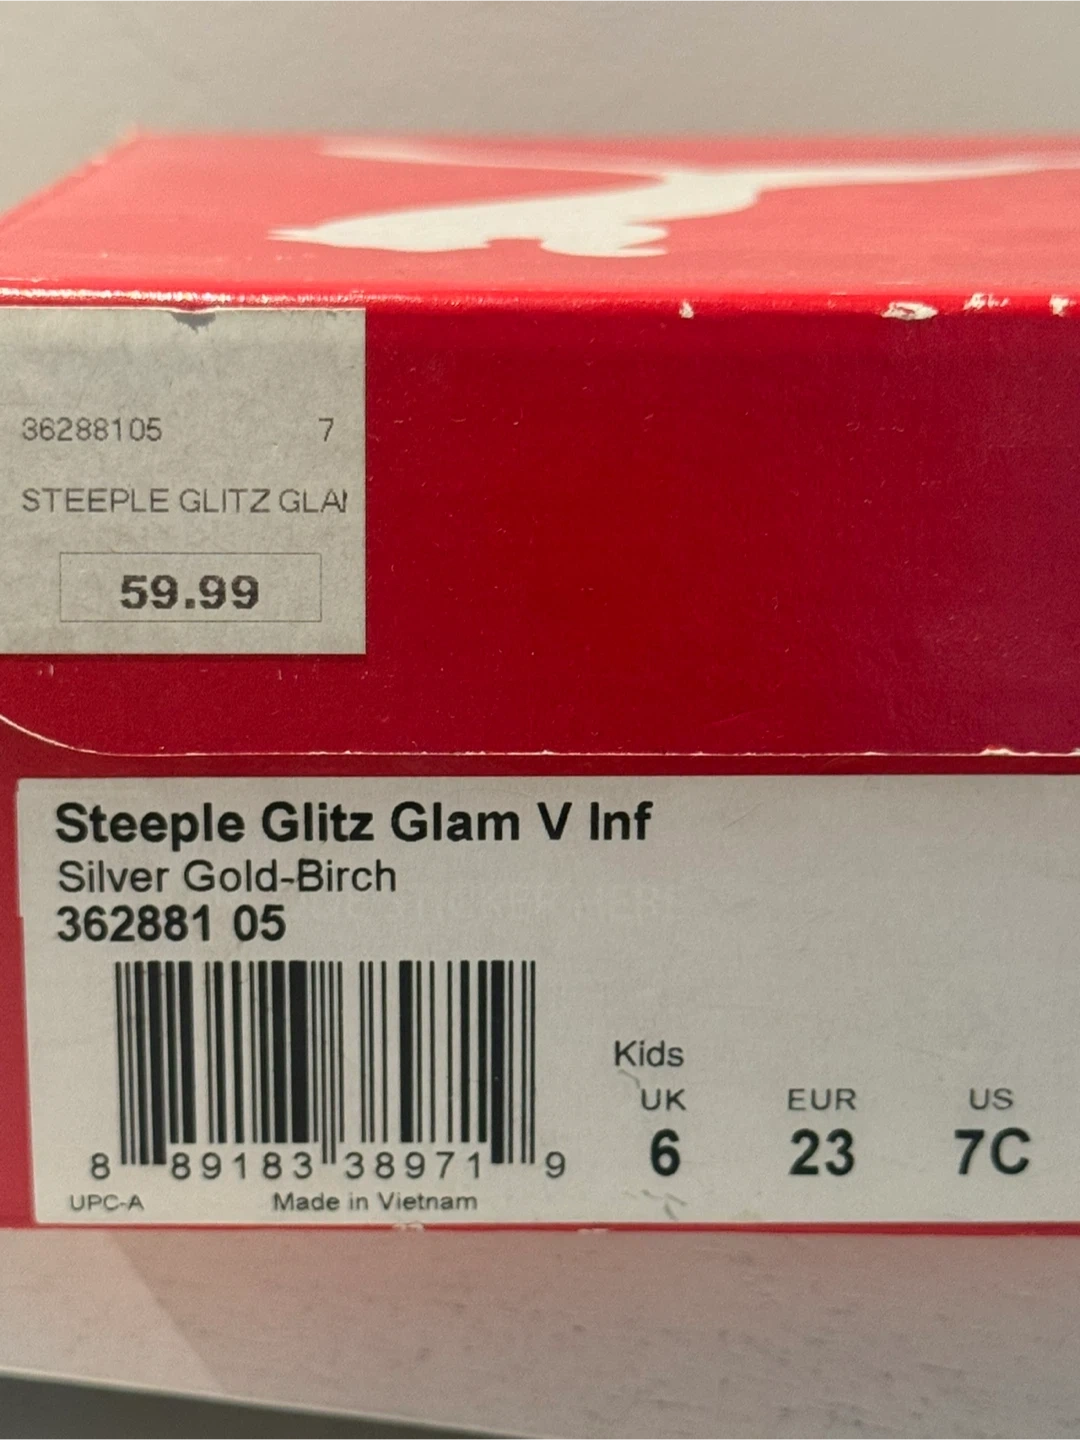 36288105 7
STEEPLE GLITZ GLA
59.99
Steeple Glitz Glam V Inf
Silver Gold-Birch
362881 05
Kids
UK EUR US
6 23 7C
8 89183 38971 9
UPC-A Made in Vietnam